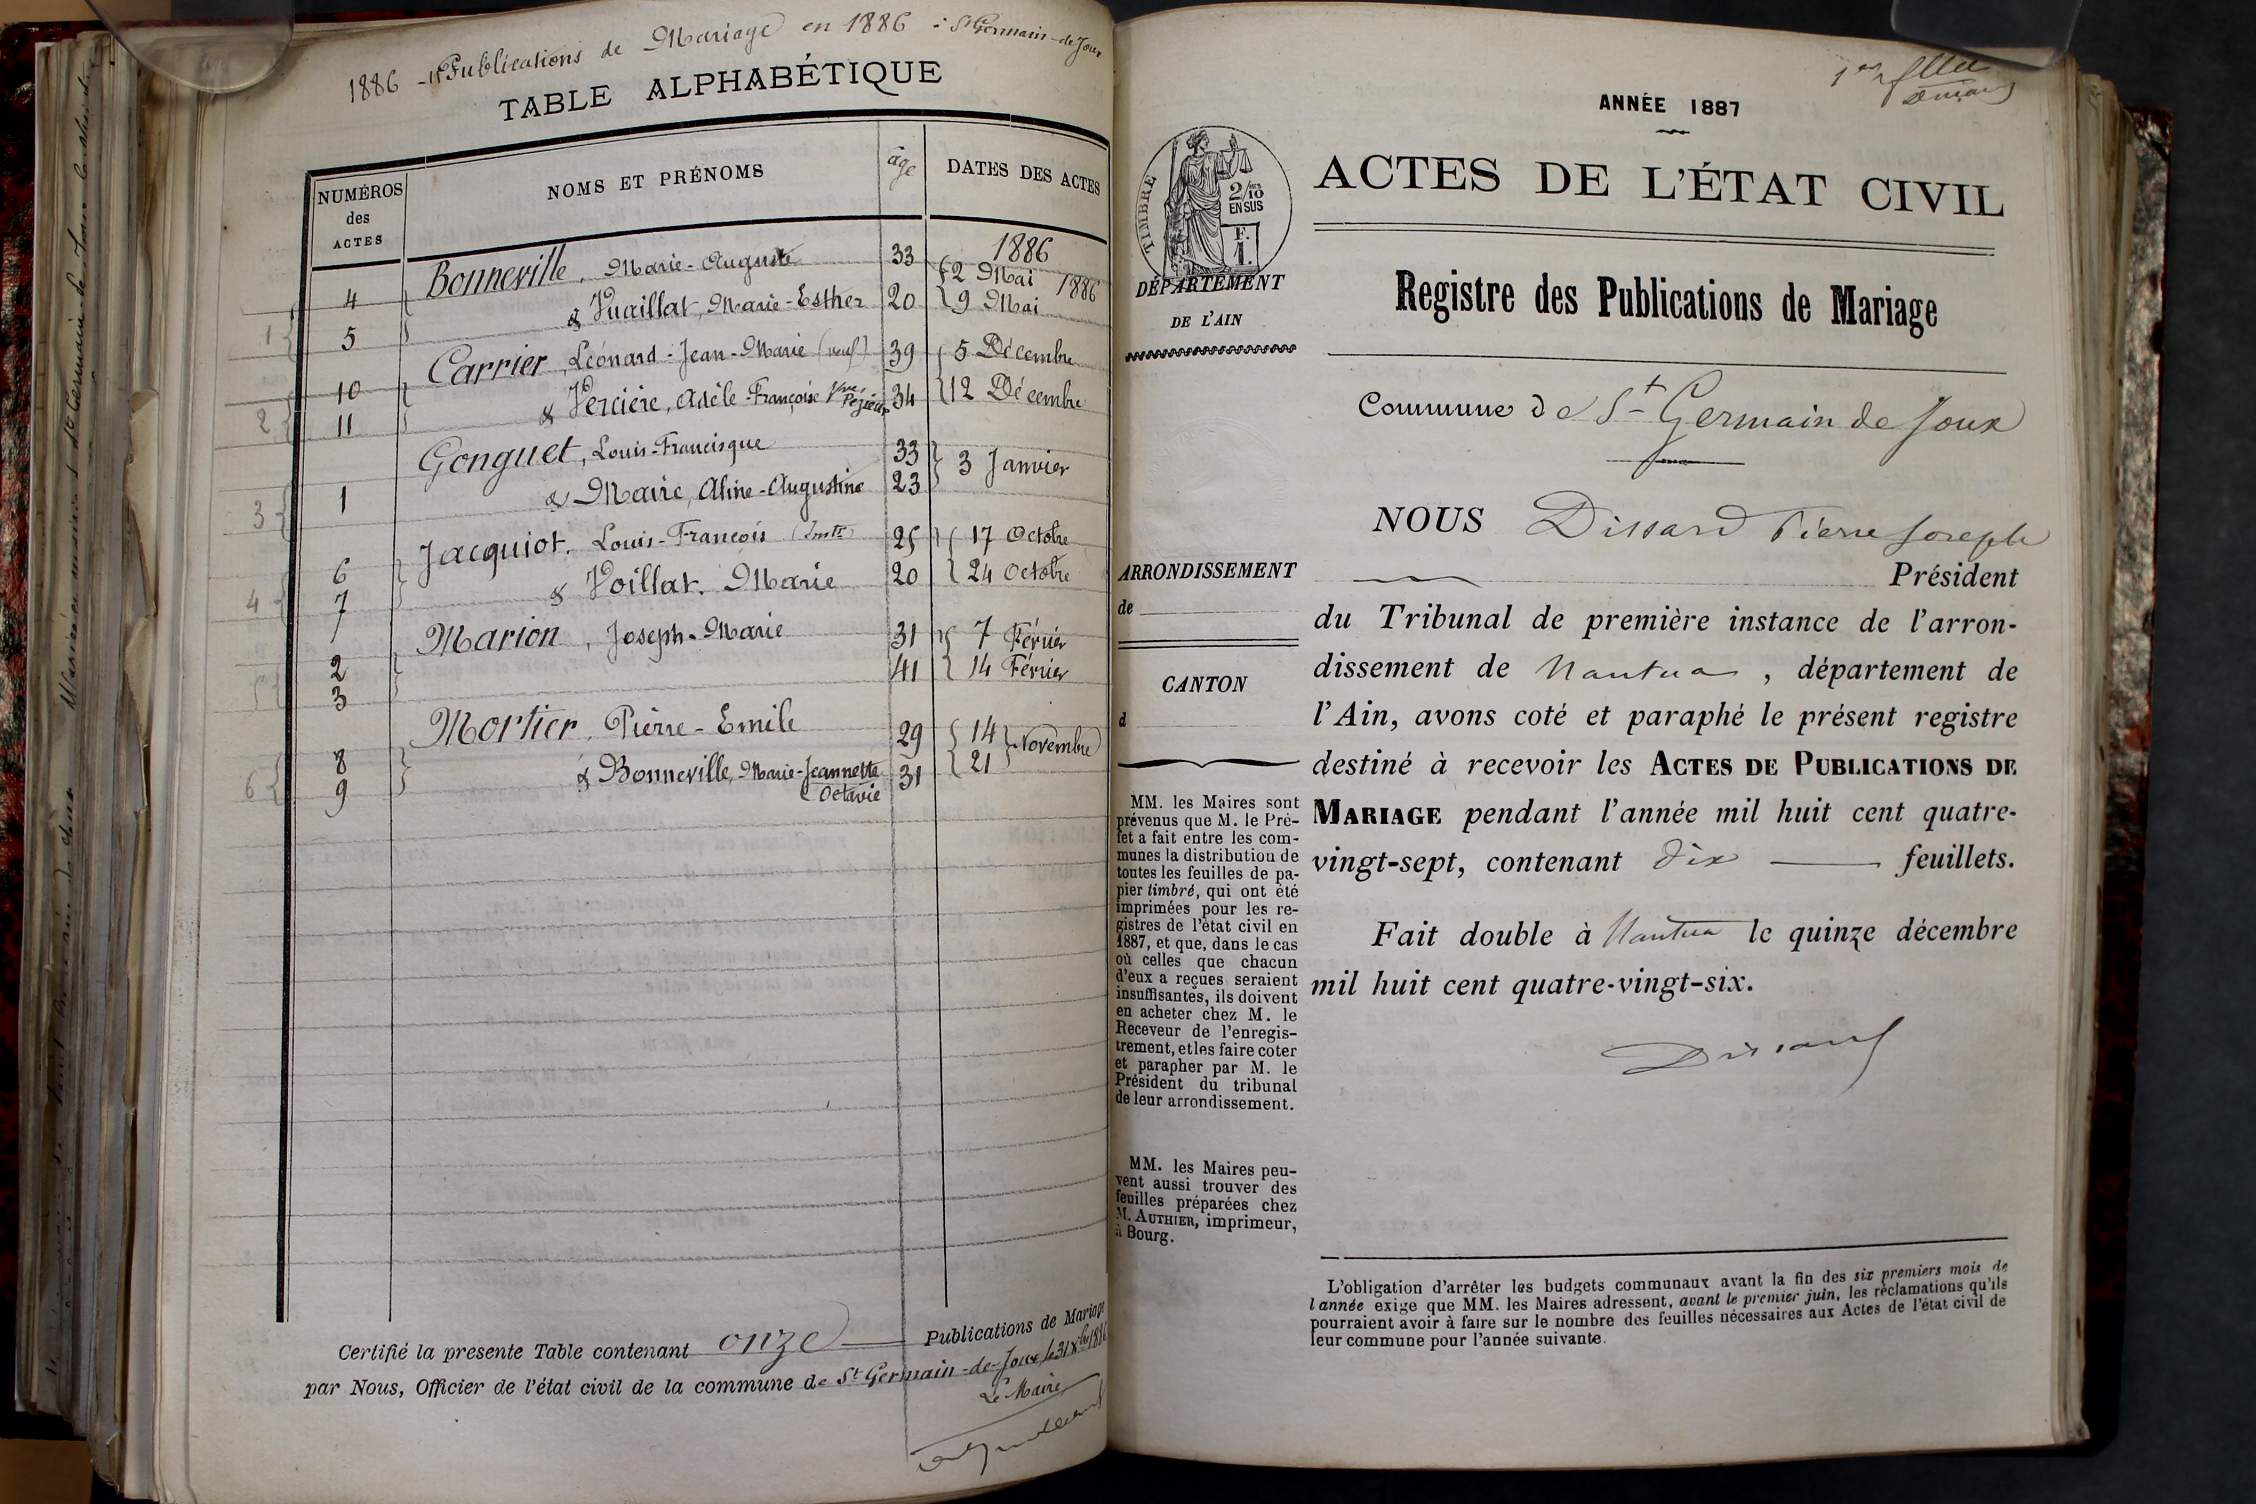 1886 - 11 Publications de Mariage en 1886 à St Germain-de-Joux
TABLE ALPHABÉTIQUE
NUMÉROS des ACTES
NOMS ET PRÉNOMS
âge
DATES DES ACTES
1886
4 Bonneville, Marie-Auguste 33 2 Mai 1886
1 5 & Vuaillat, Marie-Esther 20 9 Mai
10 Carrier, Léonard-Jean-Marie (veuf) 39 5 Décembre
2 11 & Vercière, Adèle-Françoise Vve 34 12 Décembre
Gonguet, Louis-Francisque 33 3 Janvier
3 1 & Marie, Aline-Augustine 23
6 Jacquiot, Louis-François 25 17 Octobre
4 7 & Voillat, Marie 20 24 Octobre
2 Marion, Joseph-Marie 31 7 Février
5 3 41 14 Février
8 Mortier, Pierre-Emile 29 14 Novembre
6 9 & Bonneville, Marie-Jeannette 31 21
Octavie
Certifié la presente Table contenant onze Publications de Mariage
par Nous, Officier de l'état civil de la commune de St Germain-de-Joux, le 31 Xbre 1886
Le Maire
ANNÉE 1887
ACTES DE L'ÉTAT CIVIL
TIMBRE
2/10 EN SUS
F. 1.
DÉPARTEMENT
DE L'AIN
Registre des Publications de Mariage
Commune de St Germain de Joux
NOUS Dissard Pierre Joseph
Président
ARRONDISSEMENT
de
CANTON
d
du Tribunal de première instance de l'arron-
dissement de Nantua, département de
l'Ain, avons coté et paraphé le présent registre
destiné à recevoir les ACTES DE PUBLICATIONS DE
MARIAGE pendant l'année mil huit cent quatre-
vingt-sept, contenant dix feuillets.
Fait double à Nantua le quinze décembre
mil huit cent quatre-vingt-six.
Dissard
MM. les Maires sont
prévenus que M. le Pré-
fet a fait entre les com-
munes la distribution de
toutes les feuilles de pa-
pier timbré, qui ont été
imprimées pour les re-
gistres de l'état civil en
1887, et que, dans le cas
où celles que chacun
d'eux a reçues seraient
insuffisantes, ils doivent
en acheter chez M. le
Receveur de l'enregis-
trement, et les faire coter
et parapher par M. le
Président du tribunal
de leur arrondissement.
MM. les Maires peu-
vent aussi trouver des
feuilles préparées chez
M. AUTHIER, imprimeur,
à Bourg.
L'obligation d'arrêter les budgets communaux avant la fin des six premiers mois de
l'année exige que MM. les Maires adressent, avant le premier juin, les réclamations qu'ils
pourraient avoir à faire sur le nombre des feuilles nécessaires aux Actes de l'état civil de
leur commune pour l'année suivante.